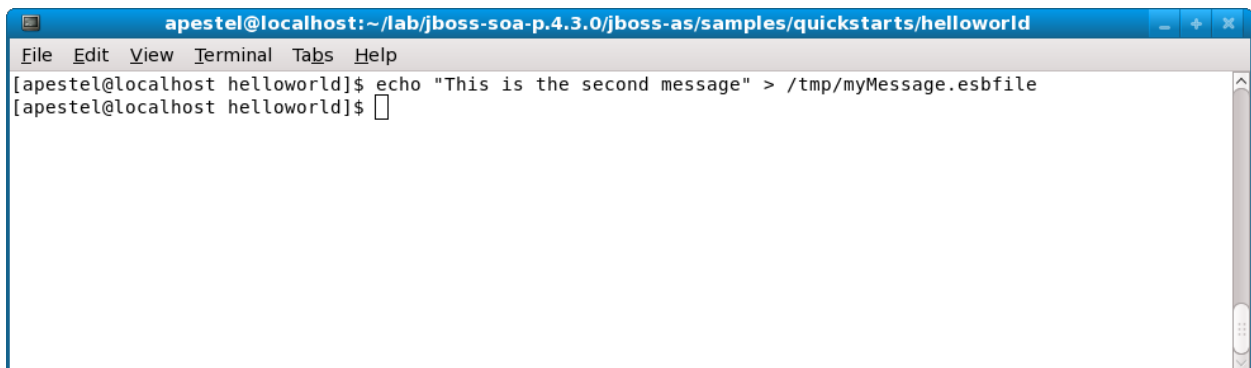 apestel@localhost:~/lab/jboss-soa-p.4.3.0/jboss-as/samples/quickstarts/helloworld
File Edit View Terminal Tabs Help
[apestel@localhost helloworld]$ echo "This is the second message" > /tmp/myMessage.esbfile
[apestel@localhost helloworld]$